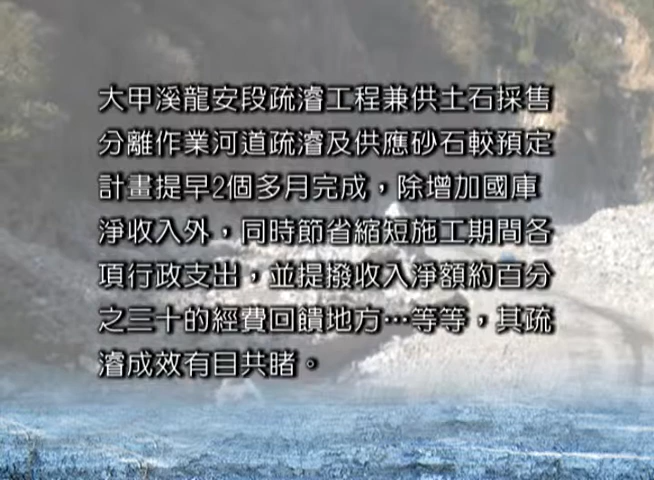 大甲溪龍安段疏濬工程兼供土石採售
分離作業河道疏濬及供應砂石較預定
計畫提早2個多月完成，除增加國庫
淨收入外，同時節省縮短施工期間各
項行政支出，並提撥收入淨額約百分
之三十的經費回饋地方…等等，其疏
濬成效有目共睹。